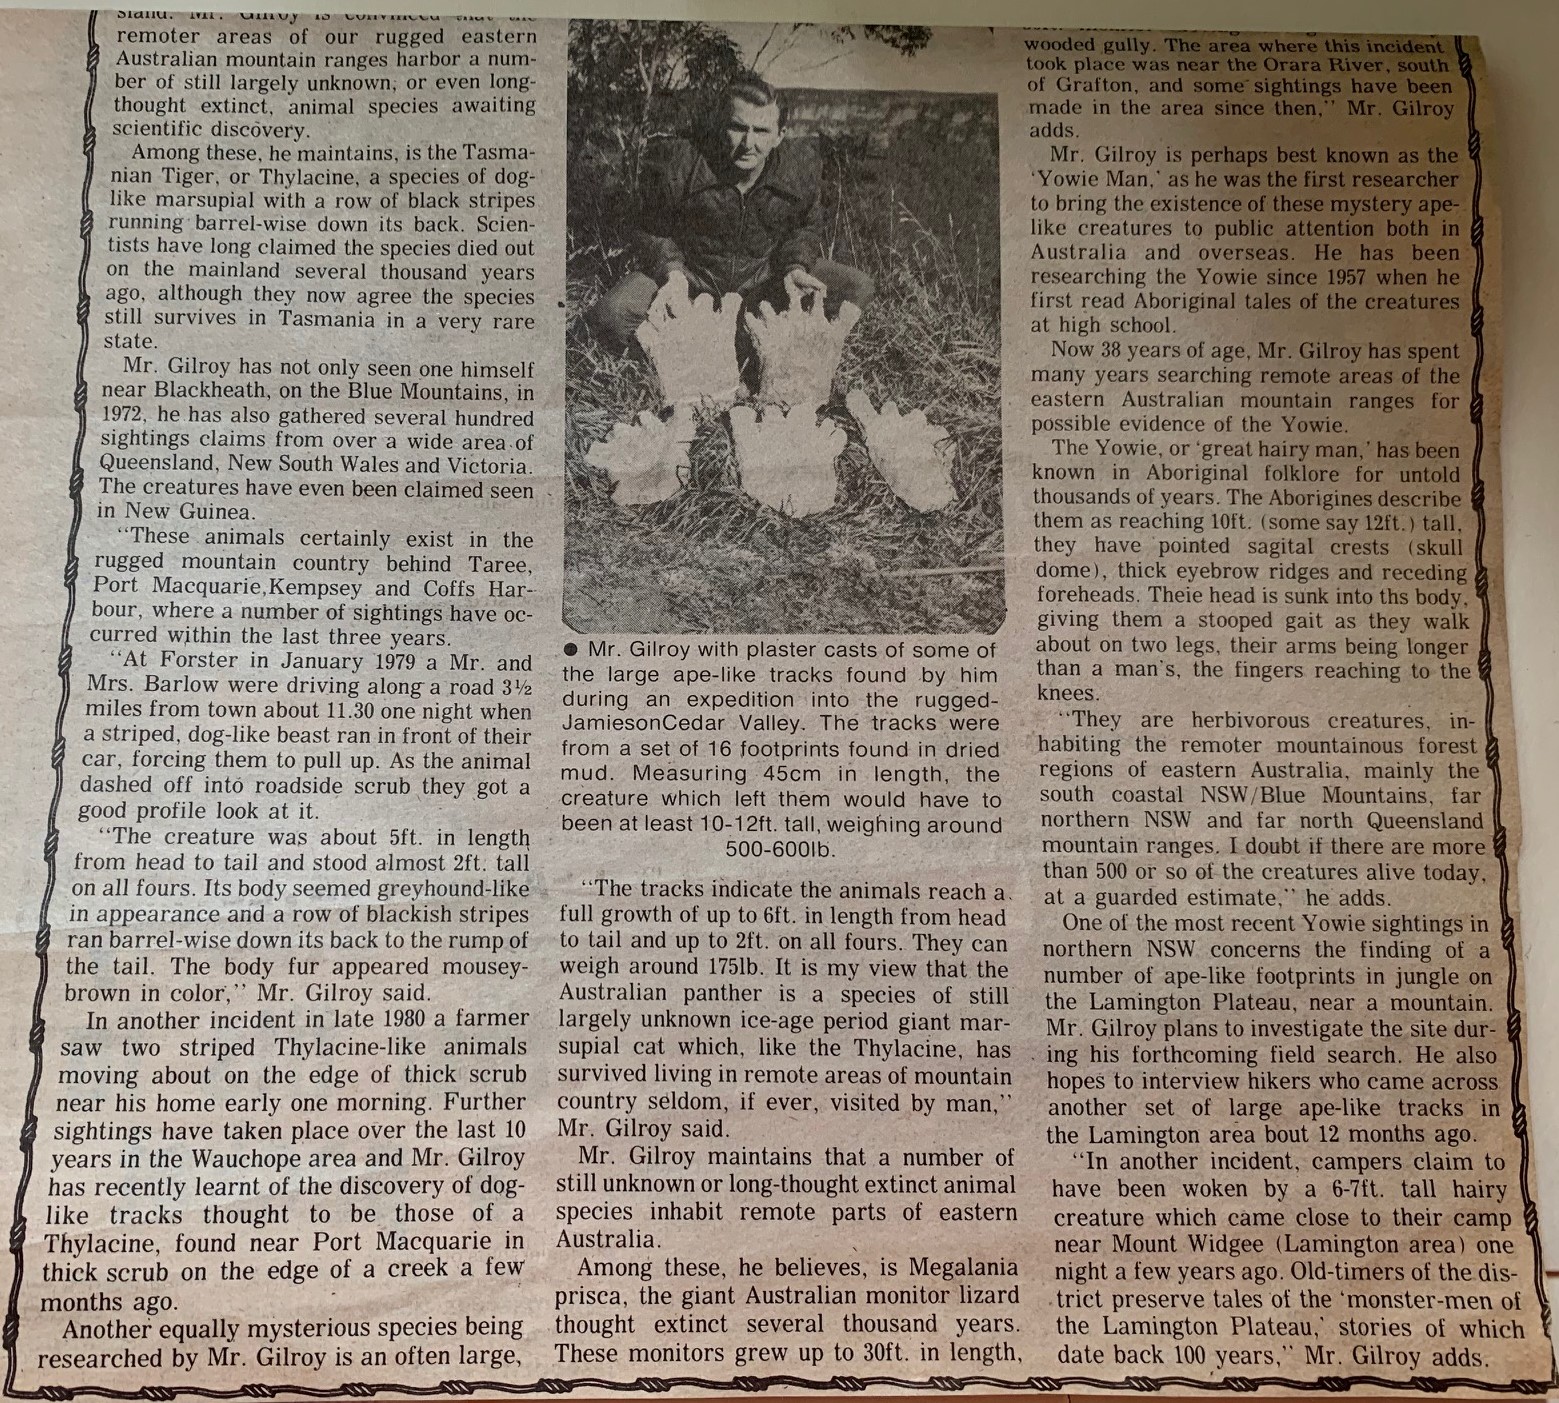 remoter areas of our rugged eastern
Australian mountain ranges harbor a num-
ber of still largely unknown, or even long-
thought extinct, animal species awaiting
scientific discovery.
Among these, he maintains, is the Tasma-
nian Tiger, or Thylacine, a species of dog-
like marsupial with a row of black stripes
running barrel-wise down its back. Scien-
tists have long claimed the species died out
on the mainland several thousand years
ago, although they now agree the species
still survives in Tasmania in a very rare
state.
Mr. Gilroy has not only seen one himself
near Blackheath, on the Blue Mountains, in
1972, he has also gathered several hundred
sightings claims from over a wide area of
Queensland, New South Wales and Victoria.
The creatures have even been claimed seen
in New Guinea.
"These animals certainly exist in the
rugged mountain country behind Taree,
Port Macquarie,Kempsey and Coffs Har-
bour, where a number of sightings have oc-
curred within the last three years.
"At Forster in January 1979 a Mr. and
Mrs. Barlow were driving along a road 3½
miles from town about 11.30 one night when
a striped, dog-like beast ran in front of their
car, forcing them to pull up. As the animal
dashed off into roadside scrub they got a
good profile look at it.
"The creature was about 5ft. in length
from head to tail and stood almost 2ft. tall
on all fours. Its body seemed greyhound-like
in appearance and a row of blackish stripes
ran barrel-wise down its back to the rump of
the tail. The body fur appeared mousey-
brown in color," Mr. Gilroy said.
In another incident in late 1980 a farmer
saw two striped Thylacine-like animals
moving about on the edge of thick scrub
near his home early one morning. Further
sightings have taken place over the last 10
years in the Wauchope area and Mr. Gilroy
has recently learnt of the discovery of dog-
like tracks thought to be those of a
Thylacine, found near Port Macquarie in
thick scrub on the edge of a creek a few
months ago.
Another equally mysterious species being
researched by Mr. Gilroy is an often large,
● Mr. Gilroy with plaster casts of some of
the large ape-like tracks found by him
during an expedition into the rugged-
JamiesonCedar Valley. The tracks were
from a set of 16 footprints found in dried
mud. Measuring 45cm in length, the
creature which left them would have to
been at least 10-12ft. tall, weighing around
500-600lb.
"The tracks indicate the animals reach a
full growth of up to 6ft. in length from head
to tail and up to 2ft. on all fours. They can
weigh around 175lb. It is my view that the
Australian panther is a species of still
largely unknown ice-age period giant mar-
supial cat which, like the Thylacine, has
survived living in remote areas of mountain
country seldom, if ever, visited by man,"
Mr. Gilroy said.
Mr. Gilroy maintains that a number of
still unknown or long-thought extinct animal
species inhabit remote parts of eastern
Australia.
Among these, he believes, is Megalania
prisca, the giant Australian monitor lizard
thought extinct several thousand years.
These monitors grew up to 30ft. in length,
wooded gully. The area where this incident
took place was near the Orara River, south
of Grafton, and some sightings have been
made in the area since then," Mr. Gilroy
adds.
Mr. Gilroy is perhaps best known as the
'Yowie Man,' as he was the first researcher
to bring the existence of these mystery ape-
like creatures to public attention both in
Australia and overseas. He has been
researching the Yowie since 1957 when he
first read Aboriginal tales of the creatures
at high school.
Now 38 years of age, Mr. Gilroy has spent
many years searching remote areas of the
eastern Australian mountain ranges for
possible evidence of the Yowie.
The Yowie, or 'great hairy man,' has been
known in Aboriginal folklore for untold
thousands of years. The Aborigines describe
them as reaching 10ft. (some say 12ft.) tall,
they have pointed sagital crests (skull
dome), thick eyebrow ridges and receding
foreheads. Theie head is sunk into ths body,
giving them a stooped gait as they walk
about on two legs, their arms being longer
than a man's, the fingers reaching to the
knees.
"They are herbivorous creatures, in-
habiting the remoter mountainous forest
regions of eastern Australia, mainly the
south coastal NSW/Blue Mountains, far
northern NSW and far north Queensland
mountain ranges. I doubt if there are more
than 500 or so of the creatures alive today,
at a guarded estimate," he adds.
One of the most recent Yowie sightings in
northern NSW concerns the finding of a
number of ape-like footprints in jungle on
the Lamington Plateau, near a mountain.
Mr. Gilroy plans to investigate the site dur-
ing his forthcoming field search. He also
hopes to interview hikers who came across
another set of large ape-like tracks in
the Lamington area bout 12 months ago.
"In another incident, campers claim to
have been woken by a 6-7ft. tall hairy
creature which came close to their camp
near Mount Widgee (Lamington area) one
night a few years ago. Old-timers of the dis-
trict preserve tales of the 'monster-men of
the Lamington Plateau,' stories of which
date back 100 years," Mr. Gilroy adds.